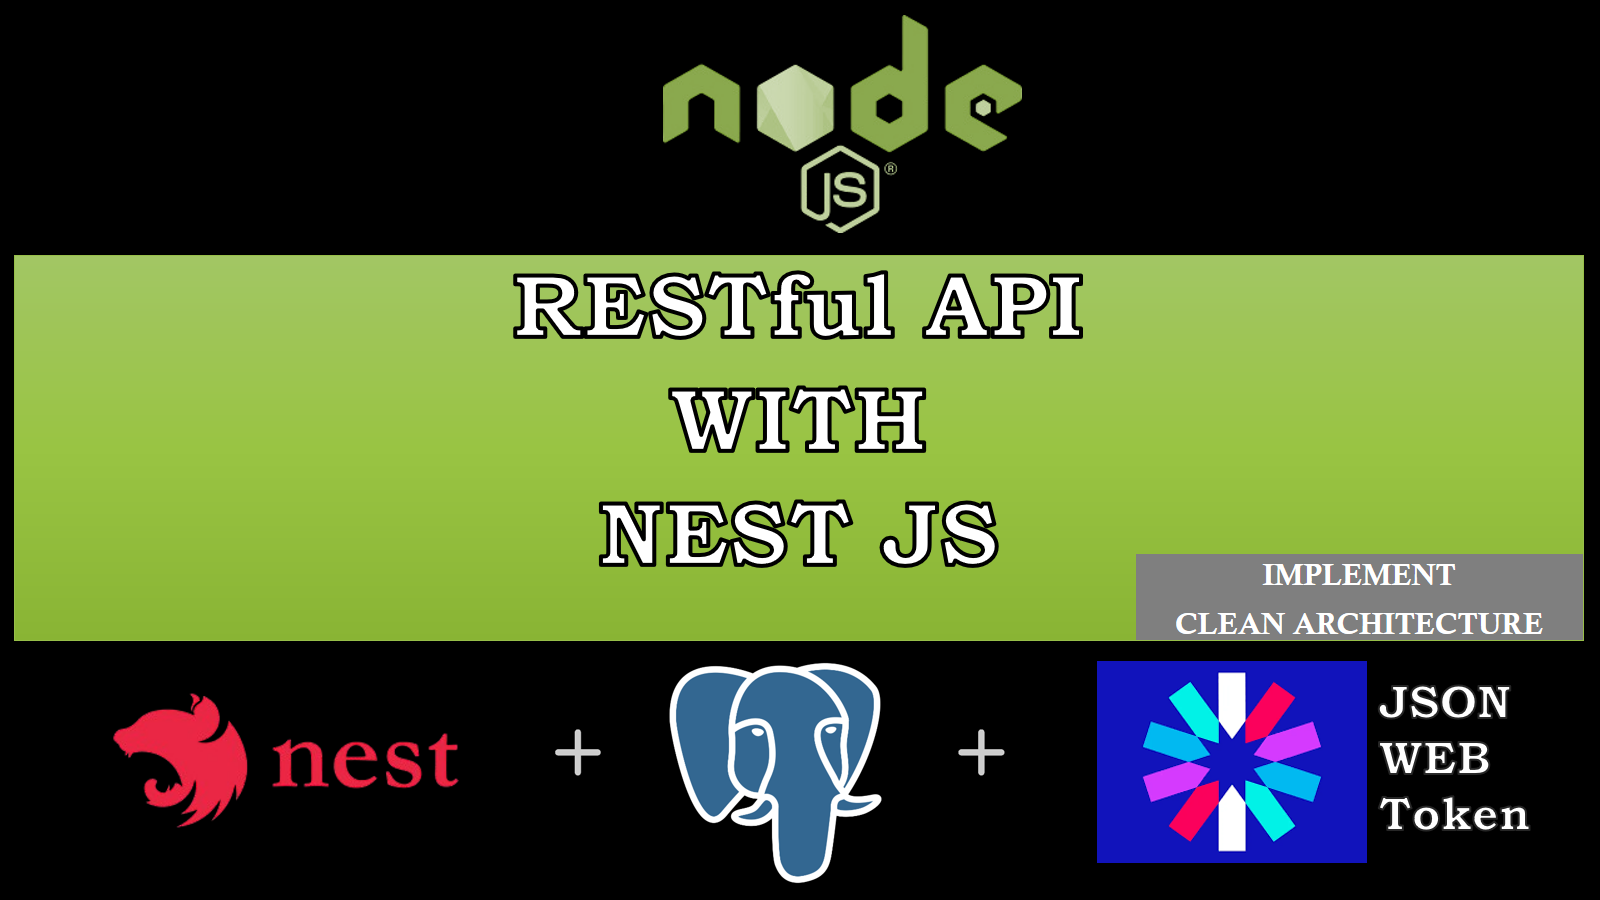 node
JS®
RESTful API
WITH
NEST JS
IMPLEMENT
CLEAN ARCHITECTURE
nest
+
+
JSON
WEB
Token